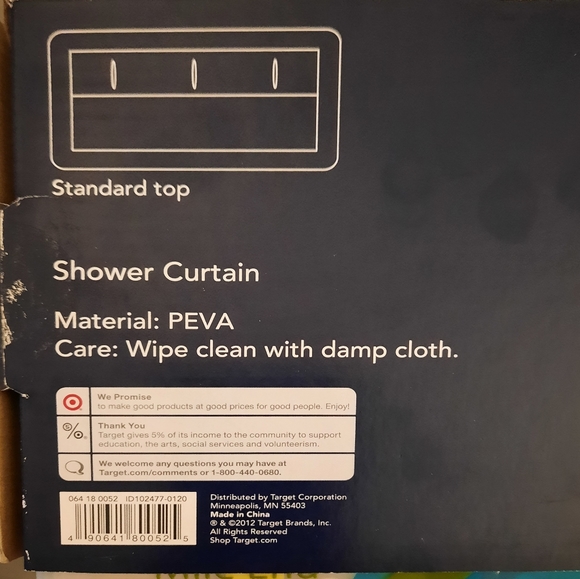 Standard top
Shower Curtain
Material: PEVA
Care: Wipe clean with damp cloth.
We Promise
to make good products at good prices for good people. Enjoy!
Thank You
Target gives 5% of its income to the community to support
education, the arts, social services and volunteerism.
We welcome any questions you may have at
Target.com/comments or 1-800-440-0680.
064 18 0052 ID102477-0120
4 90641 80052 5
Distributed by Target Corporation
Minneapolis, MN 55403
Made in China
® & ©2012 Target Brands, Inc.
All Rights Reserved
Shop Target.com